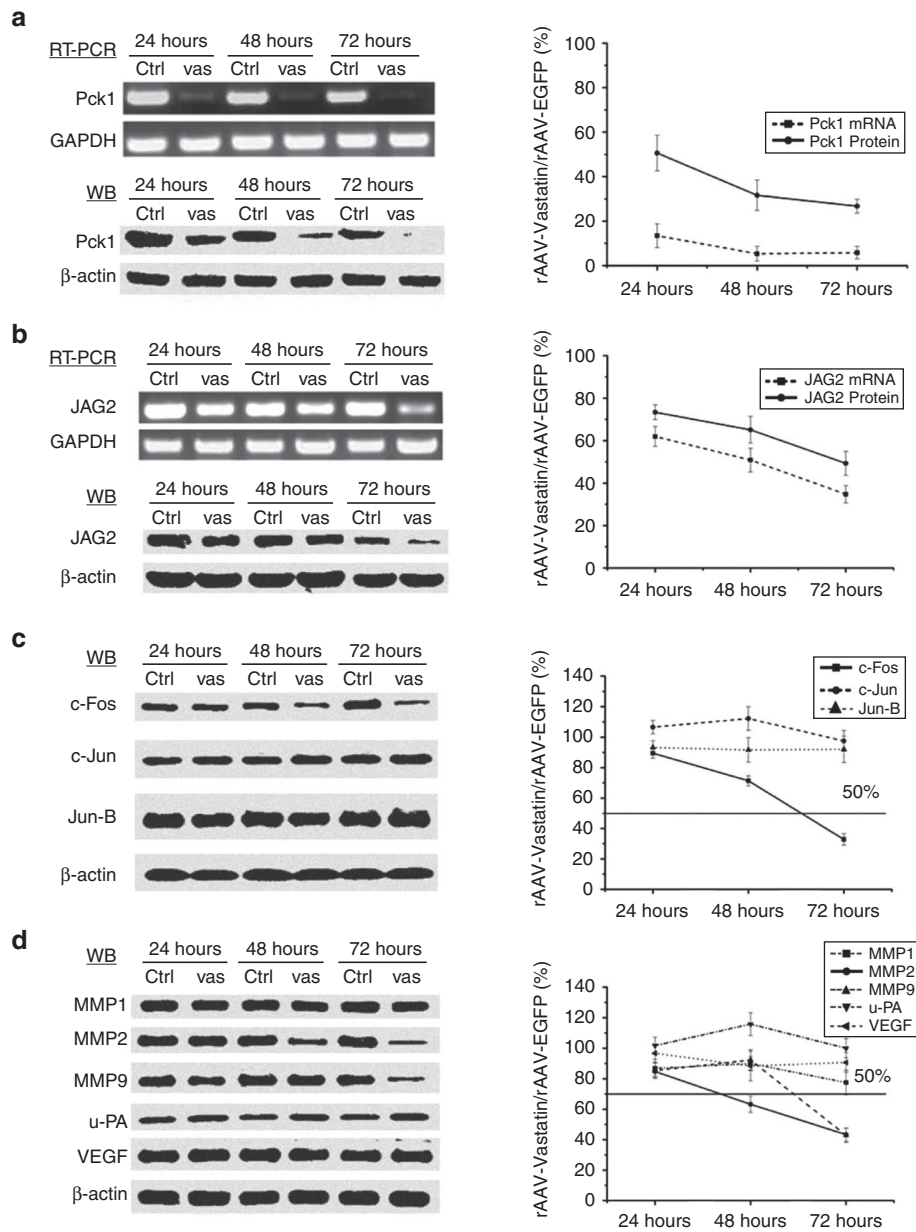 a
RT-PCR
24 hours 48 hours 72 hours
Ctrl vas Ctrl vas Ctrl vas
Pck1
GAPDH
WB
24 hours 48 hours 72 hours
Ctrl vas Ctrl vas Ctrl vas
Pck1
β-actin
rAAV-Vastatin/rAAV-EGFP (%)
100
80
60
40
20
0
24 hours 48 hours 72 hours
Pck1 mRNA
Pck1 Protein
b
RT-PCR
24 hours 48 hours 72 hours
Ctrl vas Ctrl vas Ctrl vas
JAG2
GAPDH
WB
24 hours 48 hours 72 hours
Ctrl vas Ctrl vas Ctrl vas
JAG2
β-actin
rAAV-Vastatin/rAAV-EGFP (%)
100
80
60
40
20
0
24 hours 48 hours 72 hours
JAG2 mRNA
JAG2 Protein
c
WB
24 hours 48 hours 72 hours
Ctrl vas Ctrl vas Ctrl vas
c-Fos
c-Jun
Jun-B
β-actin
rAAV-Vastatin/rAAV-EGFP (%)
140
120
100
80
60
40
20
0
24 hours 48 hours 72 hours
c-Fos
c-Jun
Jun-B
50%
d
WB
24 hours 48 hours 72 hours
Ctrl vas Ctrl vas Ctrl vas
MMP1
MMP2
MMP9
u-PA
VEGF
β-actin
rAAV-Vastatin/rAAV-EGFP (%)
140
120
100
80
60
40
20
0
24 hours 48 hours 72 hours
MMP1
MMP2
MMP9
u-PA
VEGF
50%